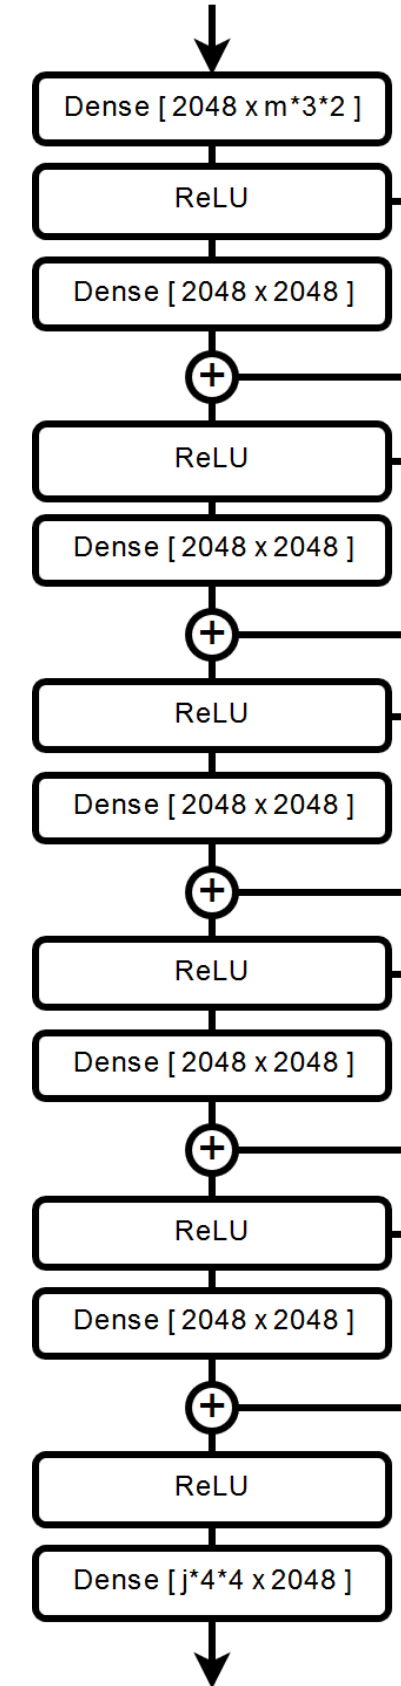 Dense [ 2048 x m*3*2 ]
ReLU
Dense [ 2048 x 2048 ]
+
ReLU
Dense [ 2048 x 2048 ]
+
ReLU
Dense [ 2048 x 2048 ]
+
ReLU
Dense [ 2048 x 2048 ]
+
ReLU
Dense [ 2048 x 2048 ]
+
ReLU
Dense [ j*4*4 x 2048 ]